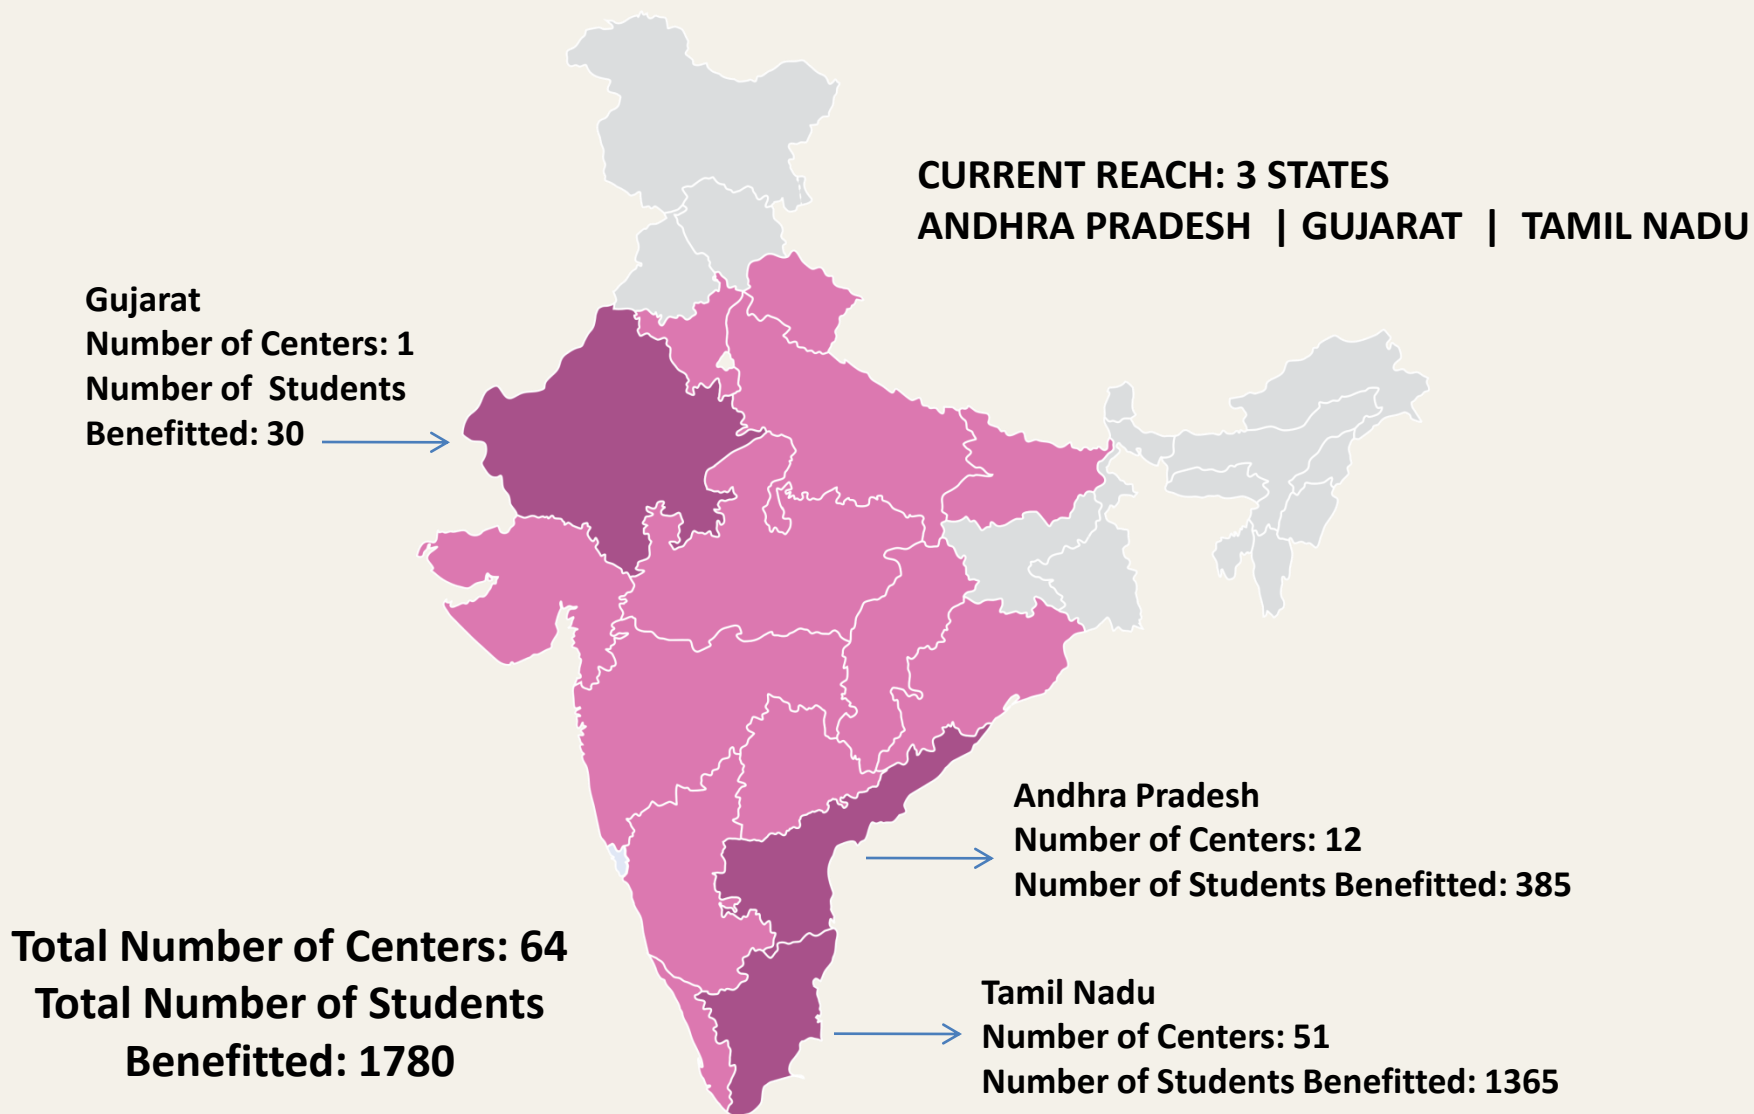 CURRENT REACH: 3 STATES
ANDHRA PRADESH | GUJARAT | TAMIL NADU
Gujarat
Number of Centers: 1
Number of Students
Benefitted: 30
Andhra Pradesh
Number of Centers: 12
Number of Students Benefitted: 385
Total Number of Centers: 64
Total Number of Students
Benefitted: 1780
Tamil Nadu
Number of Centers: 51
Number of Students Benefitted: 1365